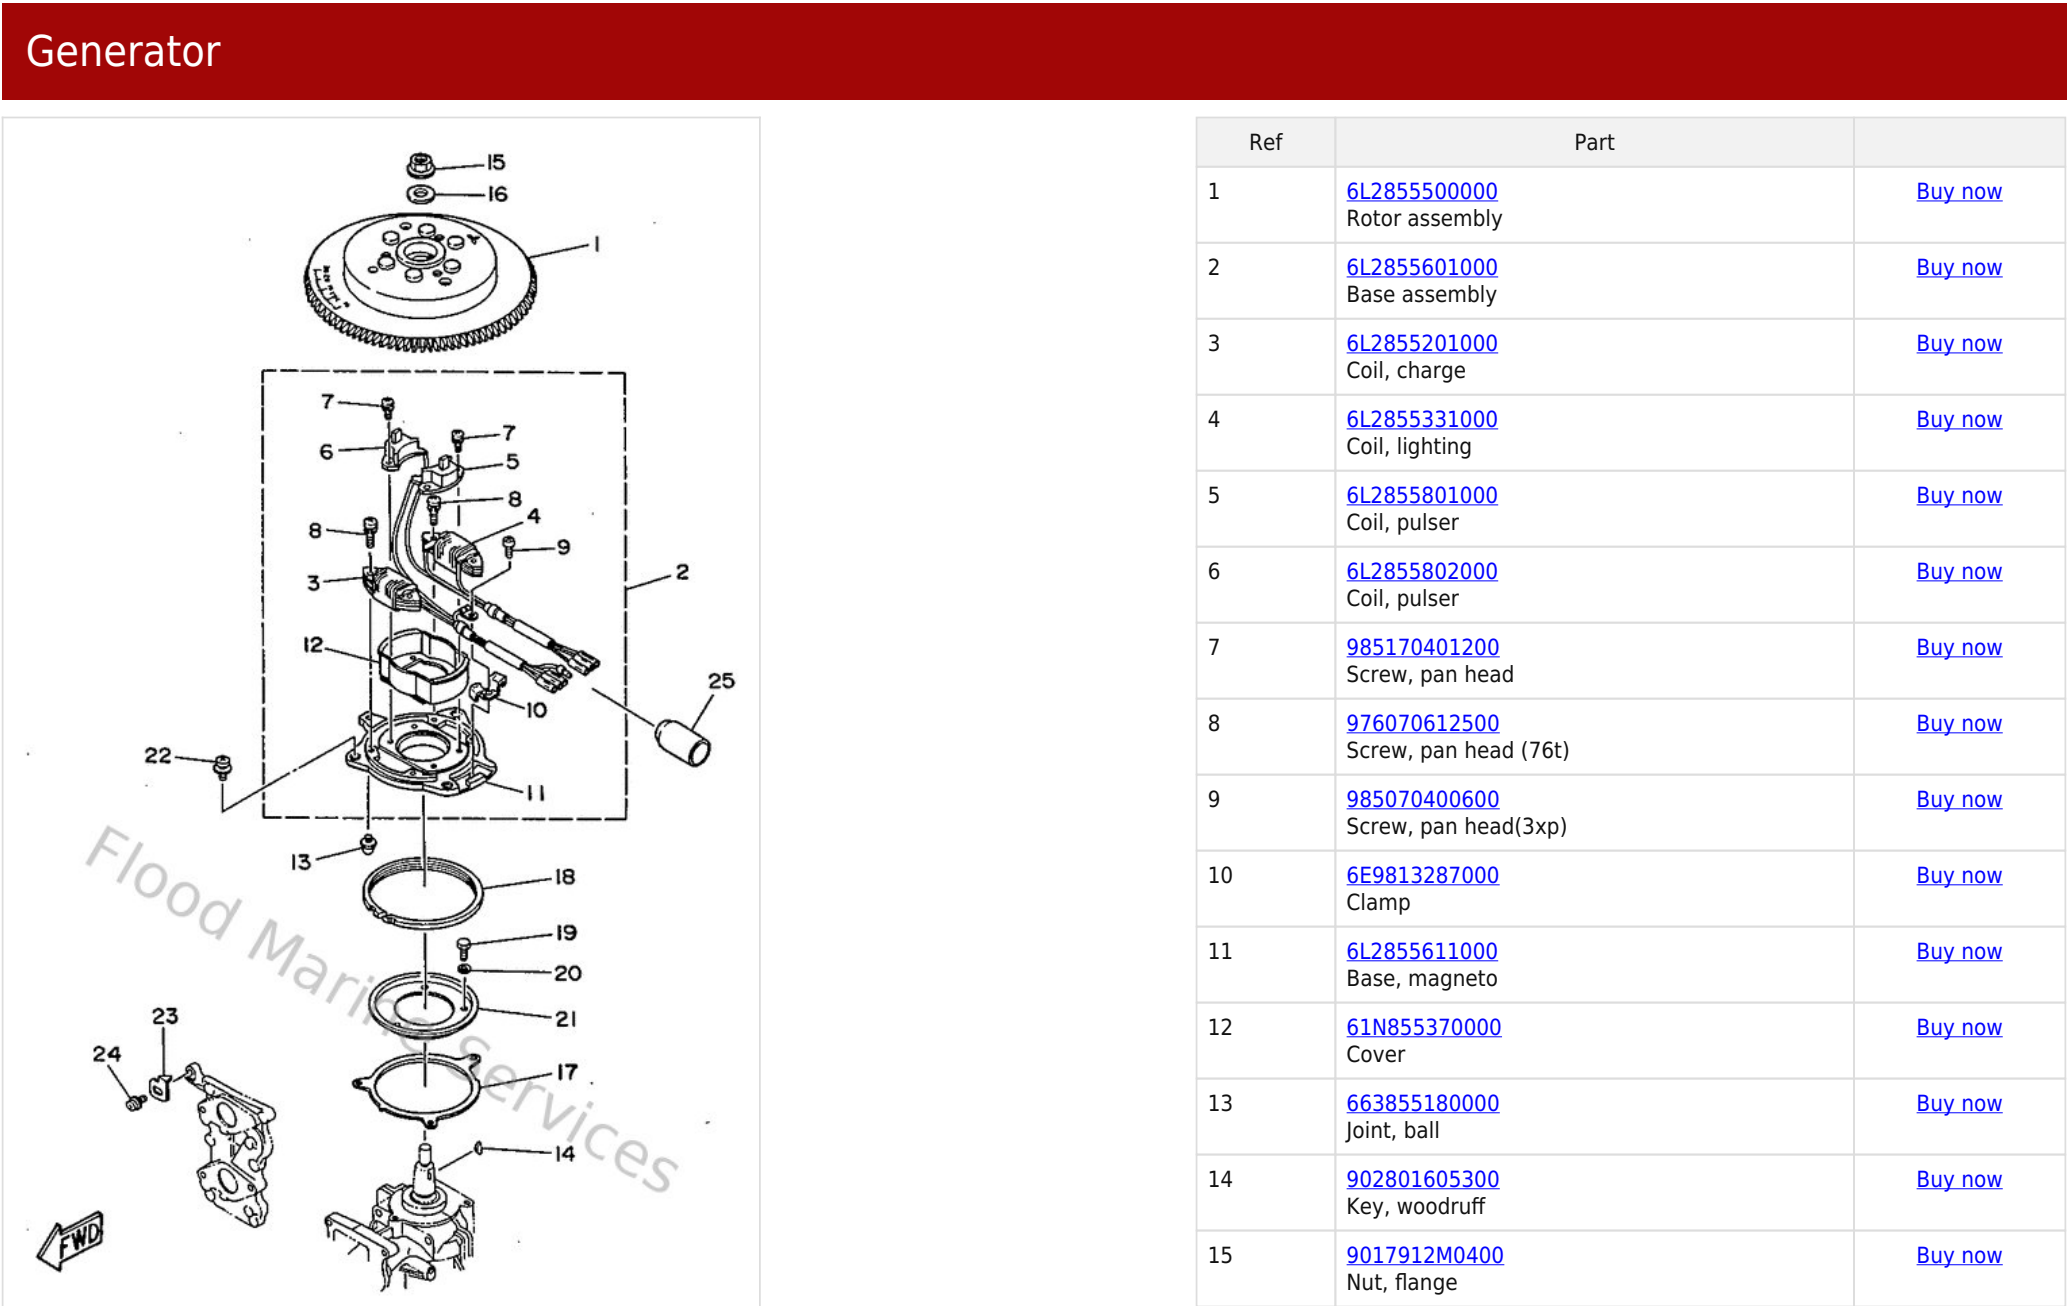 Generator
15
16
1
7
7
6
5
8
4
8
9
3
2
12
25
10
22
11
13
18
19
20
21
23
24
17
14
FWD
Flood Marine Services
Ref Part
1 6L2855500000 Buy now
Rotor assembly
2 6L2855601000 Buy now
Base assembly
3 6L2855201000 Buy now
Coil, charge
4 6L2855331000 Buy now
Coil, lighting
5 6L2855801000 Buy now
Coil, pulser
6 6L2855802000 Buy now
Coil, pulser
7 985170401200 Buy now
Screw, pan head
8 976070612500 Buy now
Screw, pan head (76t)
9 985070400600 Buy now
Screw, pan head(3xp)
10 6E9813287000 Buy now
Clamp
11 6L2855611000 Buy now
Base, magneto
12 61N855370000 Buy now
Cover
13 663855180000 Buy now
Joint, ball
14 902801605300 Buy now
Key, woodruff
15 9017912M0400 Buy now
Nut, flange